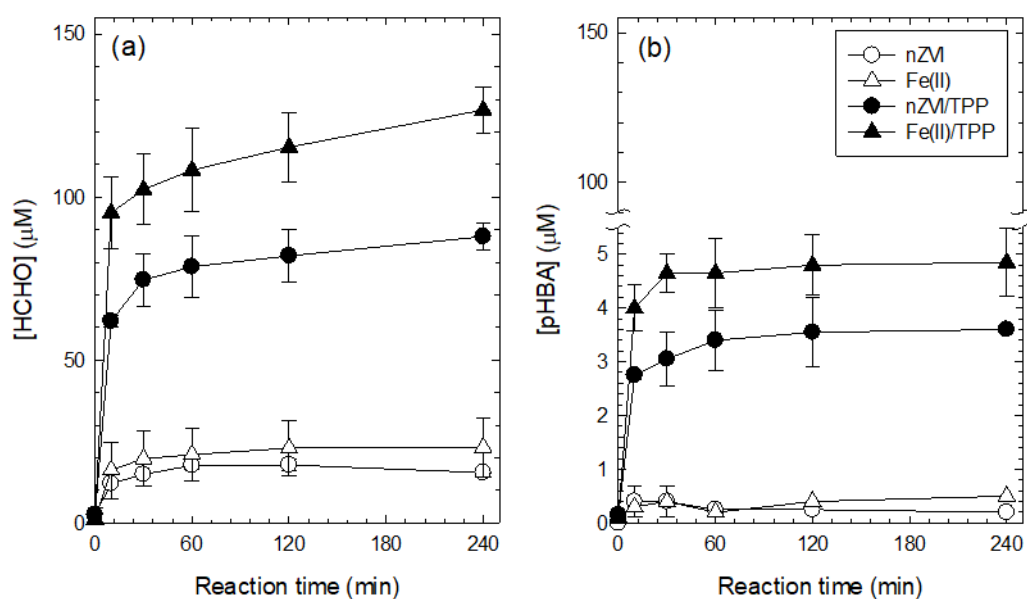 (a)
[HCHO] (μM)
150
100
50
0
0 60 120 180 240
Reaction time (min)
(b)
nZVI
Fe(II)
nZVI/TPP
Fe(II)/TPP
[pHBA] (μM)
150
100
5
4
3
2
1
0
0 60 120 180 240
Reaction time (min)